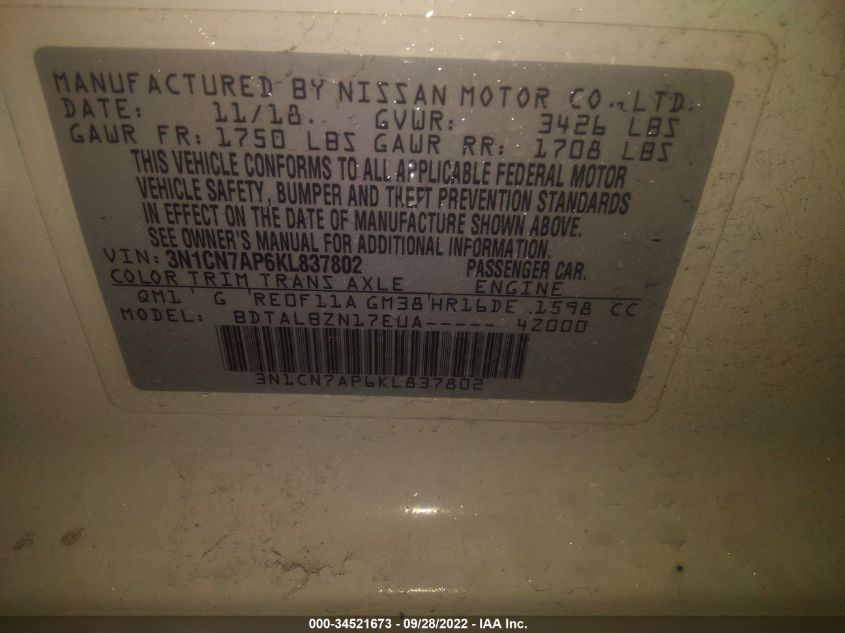 MANUFACTURED BY NISSAN MOTOR CO., LTD.
DATE: 11/18. GVWR: 3426 LBS
GAWR FR: 1750 LBS GAWR RR: 1708 LBS
THIS VEHICLE CONFORMS TO ALL APPLICABLE FEDERAL MOTOR
VEHICLE SAFETY, BUMPER AND THEFT PREVENTION STANDARDS
IN EFFECT ON THE DATE OF MANUFACTURE SHOWN ABOVE.
SEE OWNER'S MANUAL FOR ADDITIONAL INFORMATION.
VIN: 3N1CN7AP6KL837802 PASSENGER CAR.
COLOR TRIM TRANS AXLE ENGINE
QM1 G RE0F11A GM38 HR16DE 1598 CC
MODEL: BDTALBZN17EUA----- 4Z000
3N1CN7AP6KL837802
000-34521673 - 09/28/2022 - IAA Inc.